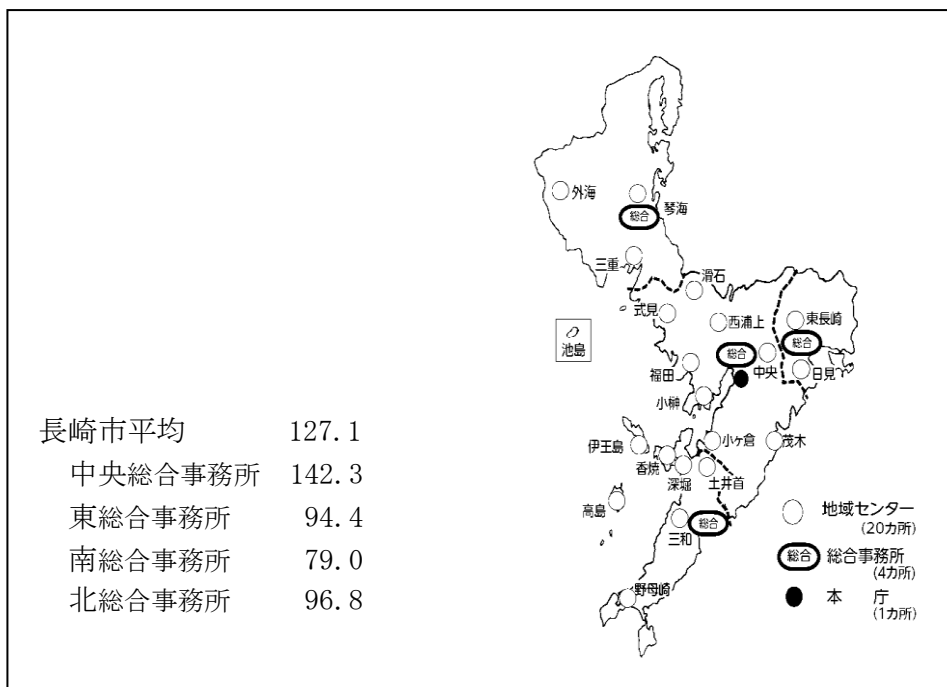 長崎市平均 127.1
中央総合事務所 142.3
東総合事務所 94.4
南総合事務所 79.0
北総合事務所 96.8
外海
総合
琴海
三重
滑石
式見
西浦上
東長崎
総合
池島
総合
中央
日見
福田
小榊
伊王島
香焼
小ヶ倉
茂木
深堀
土井首
高島
三和
総合
野母崎
地域センター
(20カ所)
総合 総合事務所
(4カ所)
本 庁
(1カ所)